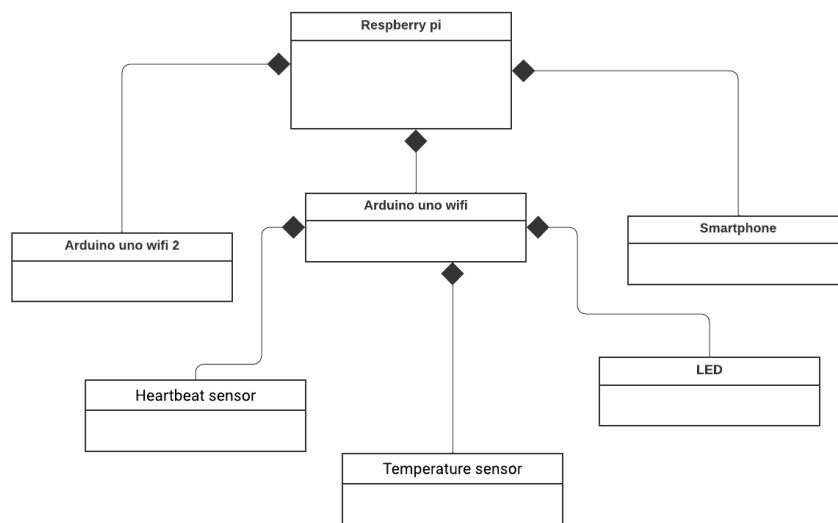 Respberry pi
Arduino uno wifi
Smartphone
Arduino uno wifi 2
LED
Heartbeat sensor
Temperature sensor